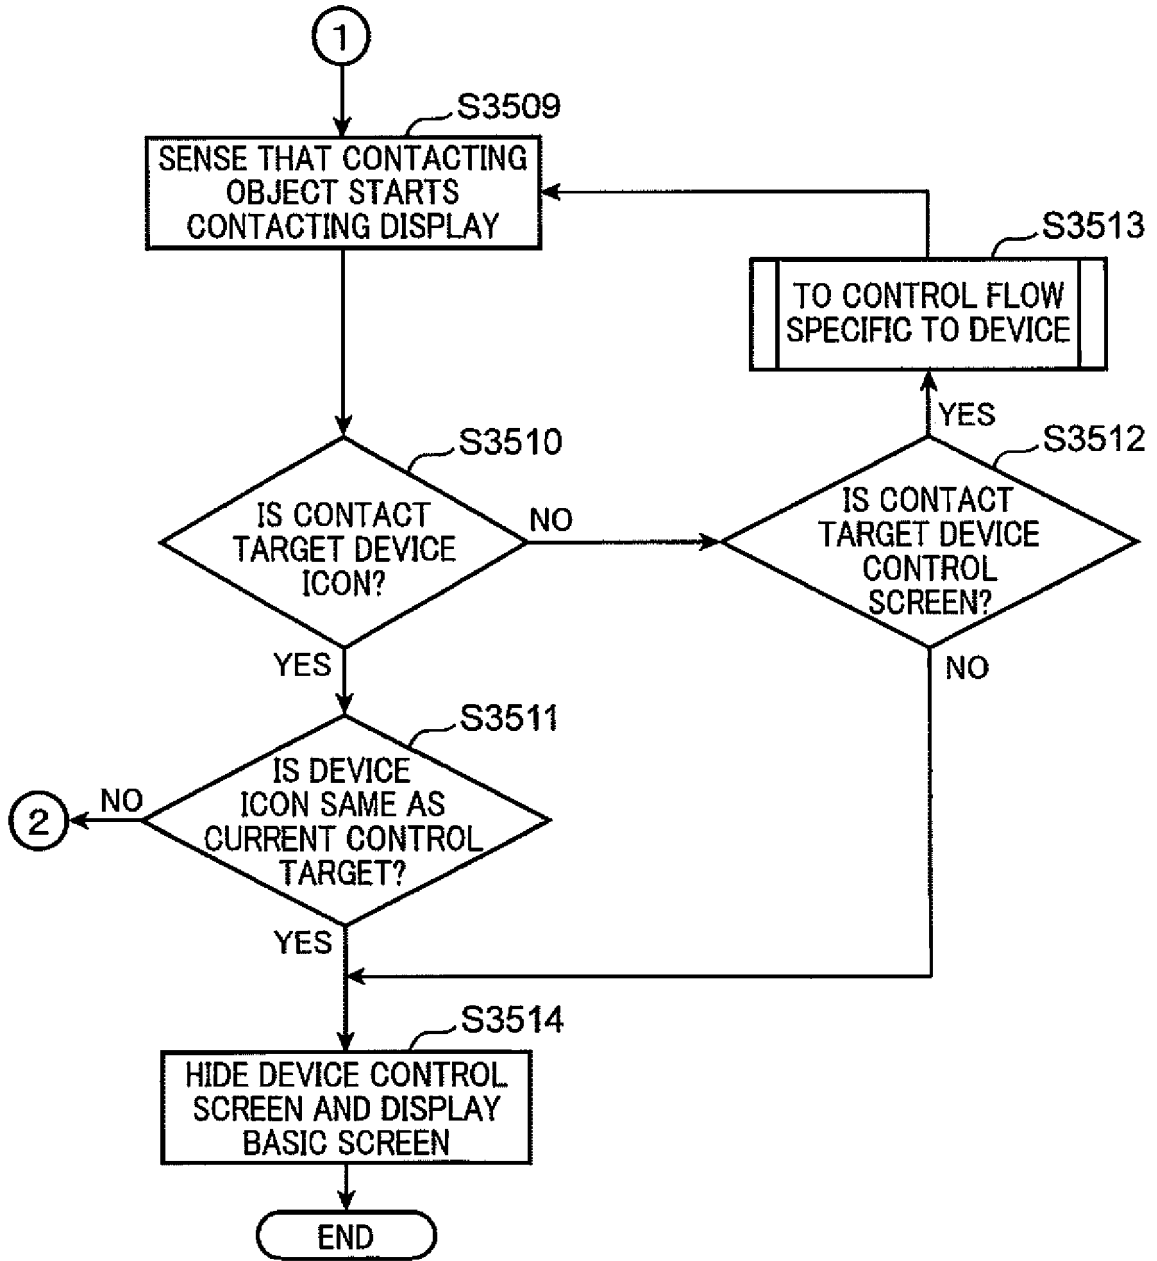 1
S3509
SENSE THAT CONTACTING
OBJECT STARTS
CONTACTING DISPLAY
S3513
TO CONTROL FLOW
SPECIFIC TO DEVICE
YES
S3510
S3512
IS CONTACT
TARGET DEVICE
ICON?
NO
IS CONTACT
TARGET DEVICE
CONTROL
SCREEN?
YES
NO
S3511
IS DEVICE
ICON SAME AS
CURRENT CONTROL
TARGET?
NO
2
YES
S3514
HIDE DEVICE CONTROL
SCREEN AND DISPLAY
BASIC SCREEN
END